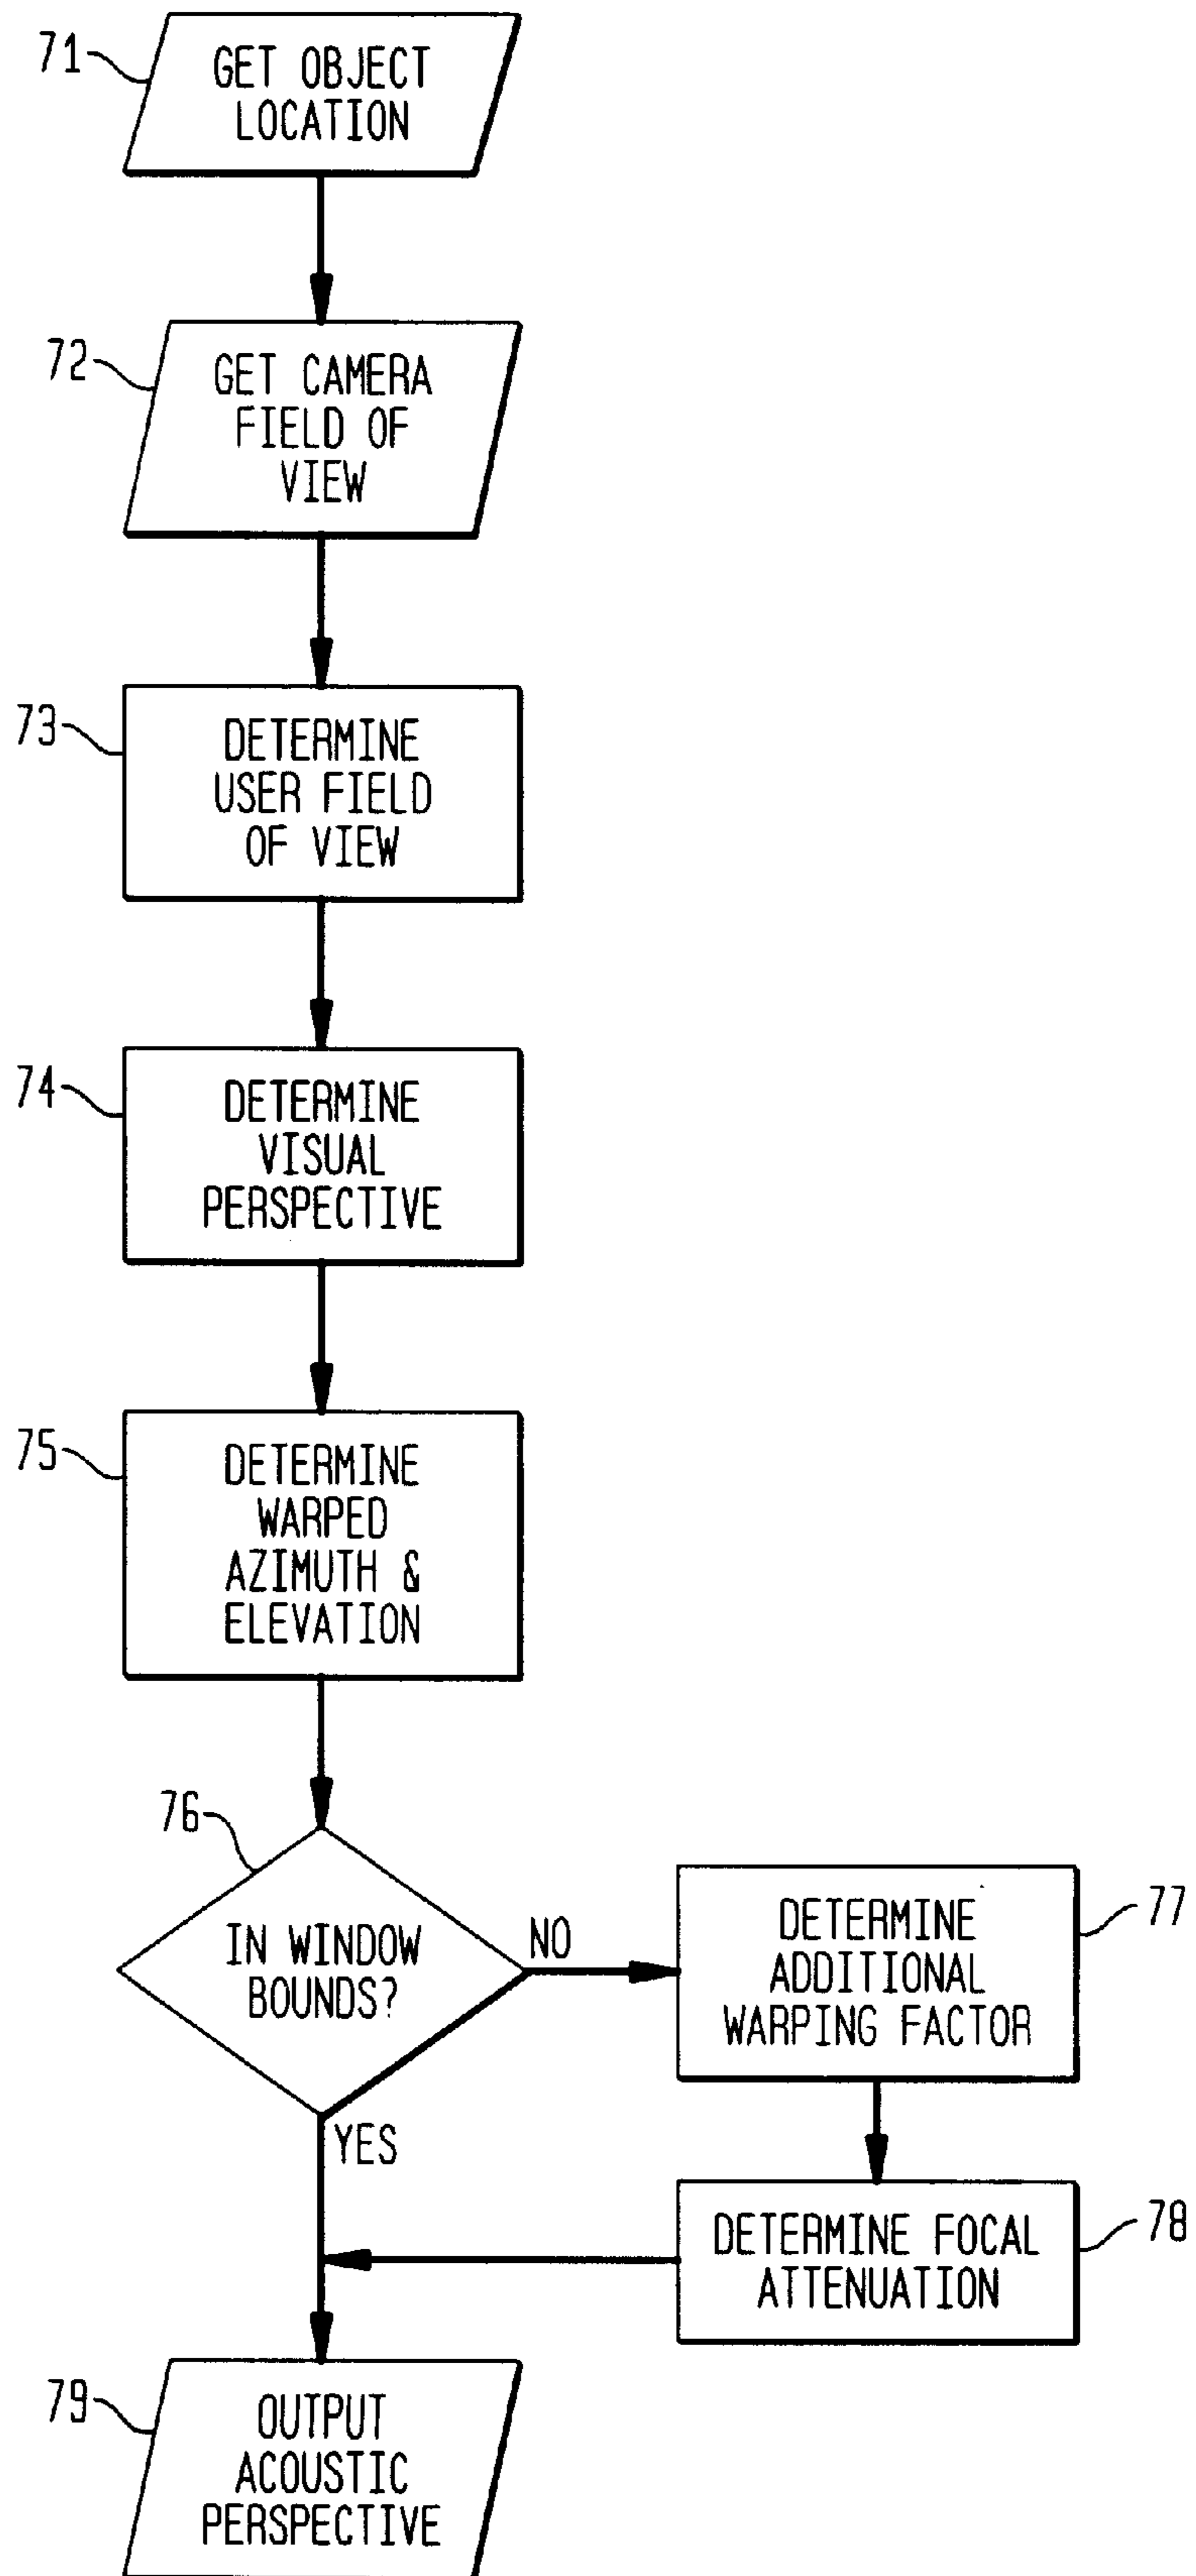 71
GET OBJECT
LOCATION
72
GET CAMERA
FIELD OF
VIEW
73
DETERMINE
USER FIELD
OF VIEW
74
DETERMINE
VISUAL
PERSPECTIVE
75
DETERMINE
WARPED
AZIMUTH &
ELEVATION
76
IN WINDOW
BOUNDS?
NO
YES
77
DETERMINE
ADDITIONAL
WARPING FACTOR
78
DETERMINE FOCAL
ATTENUATION
79
OUTPUT
ACOUSTIC
PERSPECTIVE